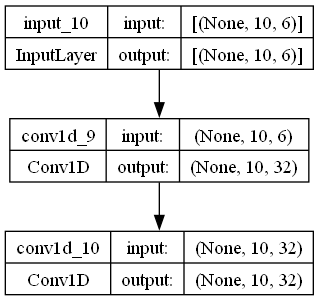 input_10 input: [(None, 10, 6)]
InputLayer output: [(None, 10, 6)]
conv1d_9 input: (None, 10, 6)
Conv1D output: (None, 10, 32)
conv1d_10 input: (None, 10, 32)
Conv1D output: (None, 10, 32)